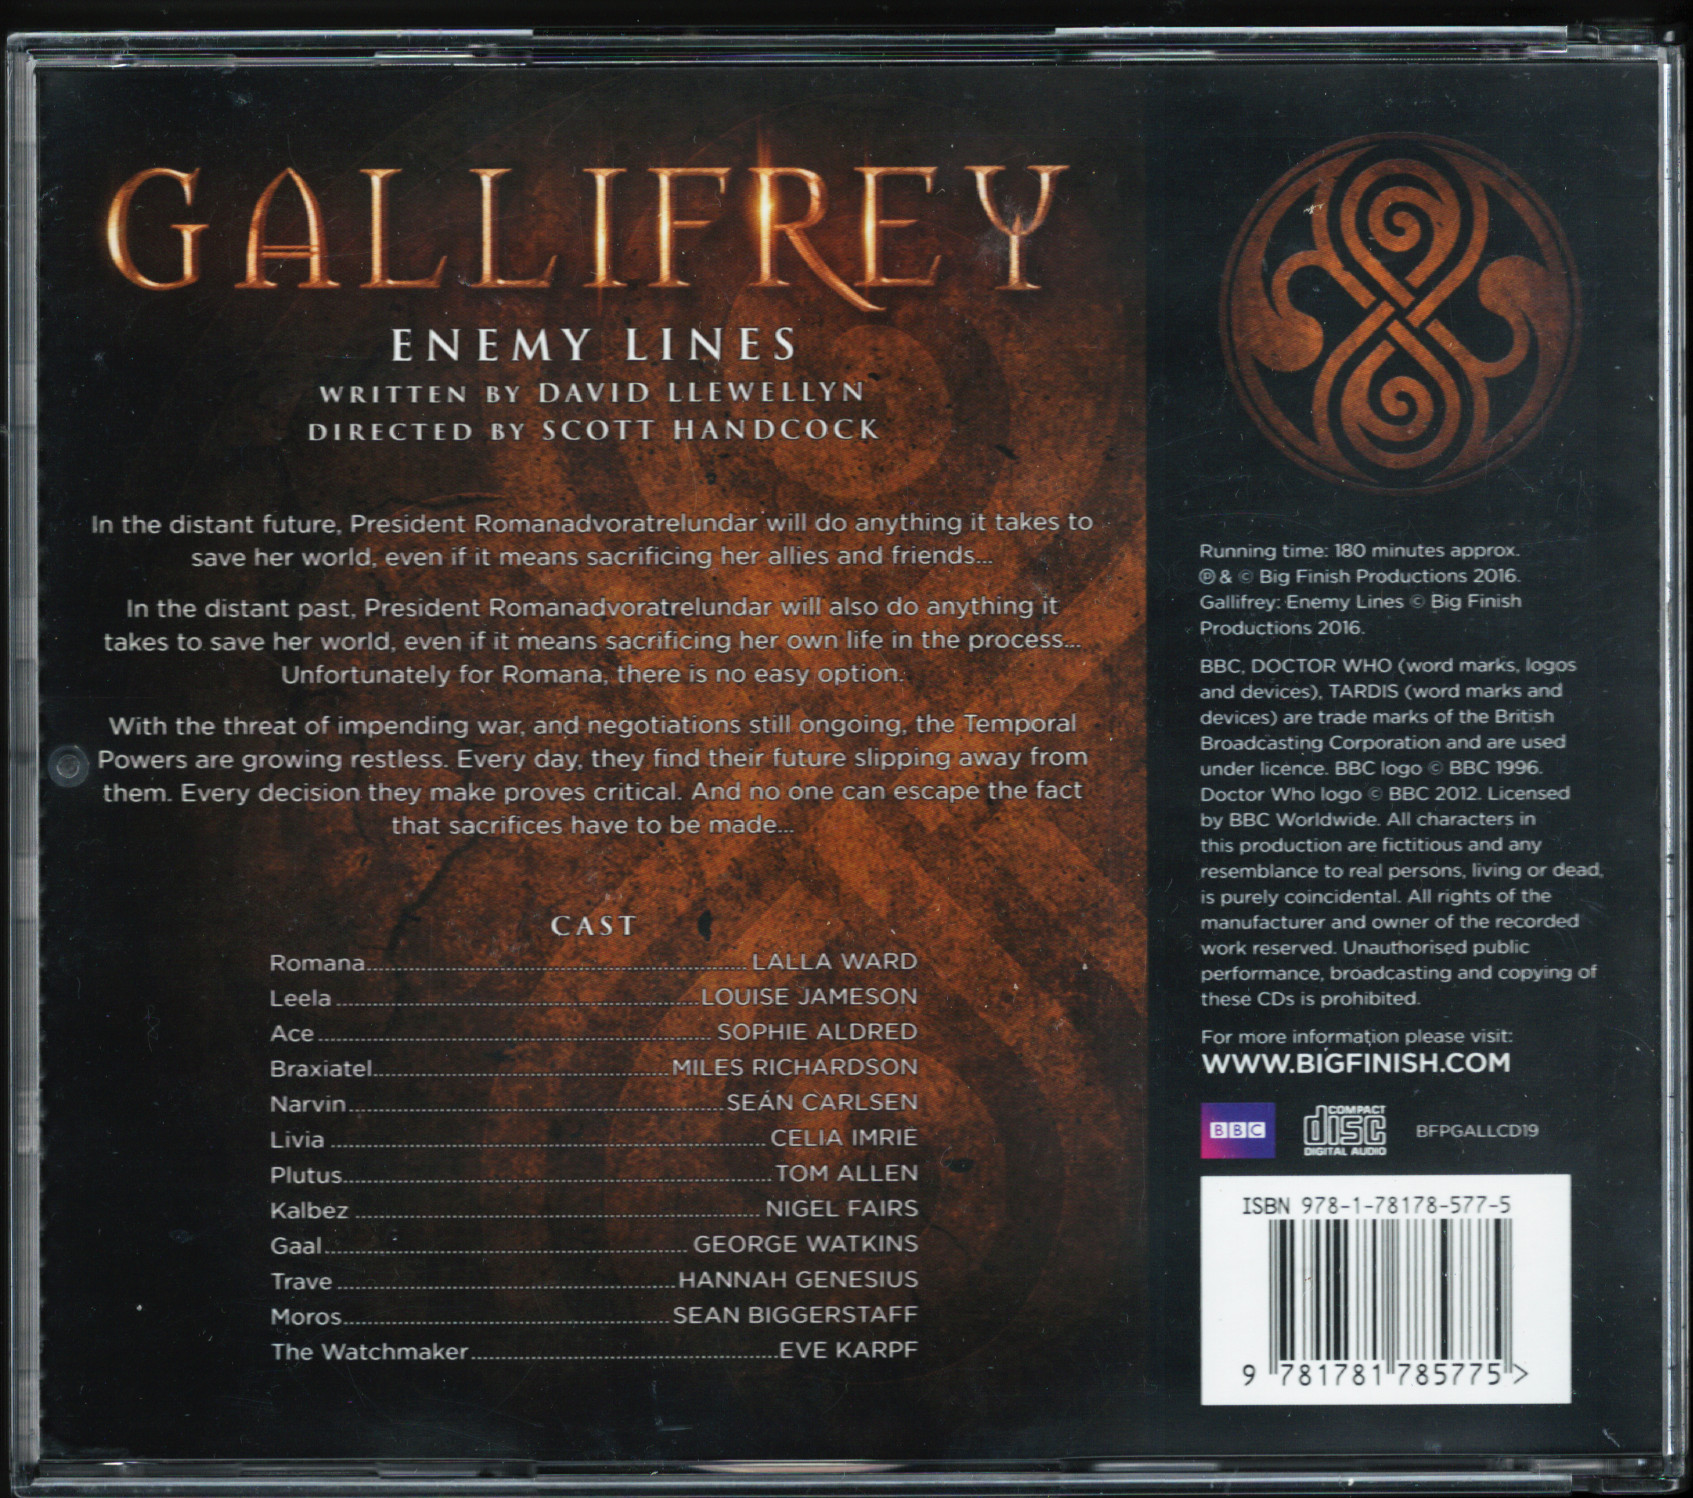 GALLIFREY
ENEMY LINES
WRITTEN BY DAVID LLEWELLYN
DIRECTED BY SCOTT HANDCOCK
In the distant future, President Romanadvoratrelundar will do anything it takes to
save her world, even if it means sacrificing her allies and friends...
In the distant past, President Romanadvoratrelundar will also do anything it
takes to save her world, even if it means sacrificing her own life in the process...
Unfortunately for Romana, there is no easy option.
With the threat of impending war, and negotiations still ongoing, the Temporal
Powers are growing restless. Every day, they find their future slipping away from
them. Every decision they make proves critical. And no one can escape the fact
that sacrifices have to be made...
CAST
Romana..........LALLA WARD
Leela..........LOUISE JAMESON
Ace..........SOPHIE ALDRED
Braxiatel..........MILES RICHARDSON
Narvin..........SEÁN CARLSEN
Livia..........CELIA IMRIE
Plutus..........TOM ALLEN
Kalbez..........NIGEL FAIRS
Gaal..........GEORGE WATKINS
Trave..........HANNAH GENESIUS
Moros..........SEAN BIGGERSTAFF
The Watchmaker..........EVE KARPF
Running time: 180 minutes approx.
℗ & © Big Finish Productions 2016.
Gallifrey: Enemy Lines © Big Finish
Productions 2016.
BBC, DOCTOR WHO (word marks, logos
and devices), TARDIS (word marks and
devices) are trade marks of the British
Broadcasting Corporation and are used
under licence. BBC logo © BBC 1996.
Doctor Who logo © BBC 2012. Licensed
by BBC Worldwide. All characters in
this production are fictitious and any
resemblance to real persons, living or dead,
is purely coincidental. All rights of the
manufacturer and owner of the recorded
work reserved. Unauthorised public
performance, broadcasting and copying of
these CDs is prohibited.
For more information please visit:
WWW.BIGFINISH.COM
BBC
COMPACT
disc
DIGITAL AUDIO
BFPGALLCD19
ISBN 978-1-78178-577-5
9 781781 785775 >